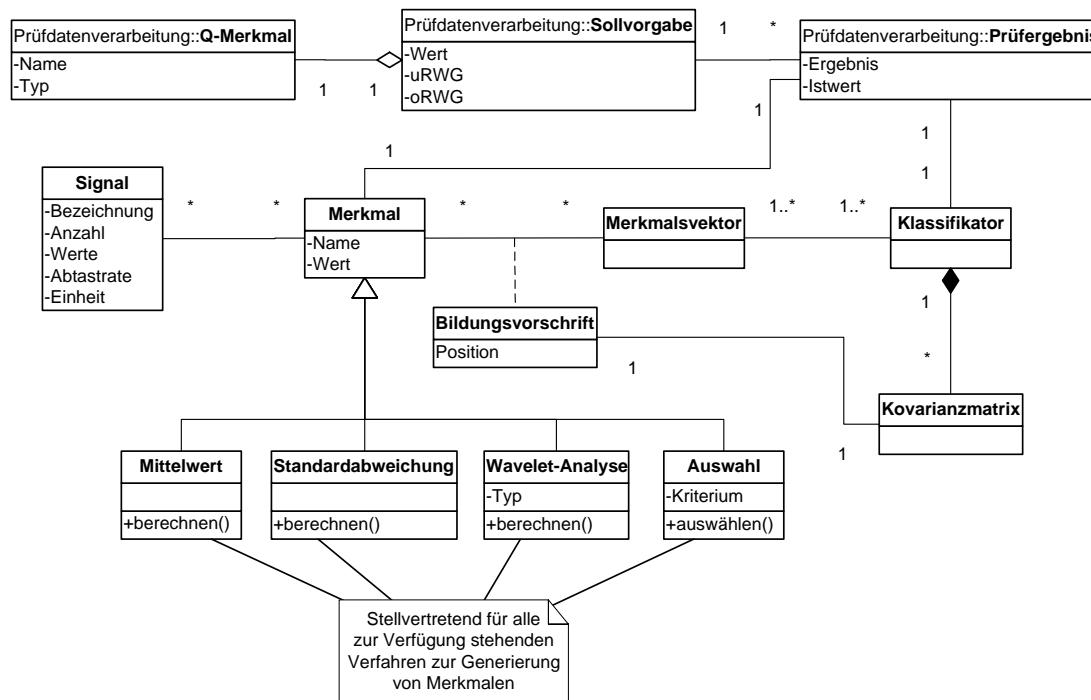 Prüfdatenverarbeitung::Q-Merkmal
-Name
-Typ
1
1
Prüfdatenverarbeitung::Sollvorgabe
-Wert
-uRWG
-oRWG
1
*
Prüfdatenverarbeitung::Prüfergebnis
-Ergebnis
-Istwert
1
1
1
1
Signal
-Bezeichnung
-Anzahl
-Werte
-Abtastrate
-Einheit
*
*
Merkmal
-Name
-Wert
*
*
Merkmalsvektor
1..*
1..*
Klassifikator
1
*
Bildungsvorschrift
Position
1
1
Kovarianzmatrix
Mittelwert
+berechnen()
Standardabweichung
+berechnen()
Wavelet-Analyse
-Typ
+berechnen()
Auswahl
-Kriterium
+auswählen()
Stellvertretend für alle
zur Verfügung stehenden
Verfahren zur Generierung
von Merkmalen